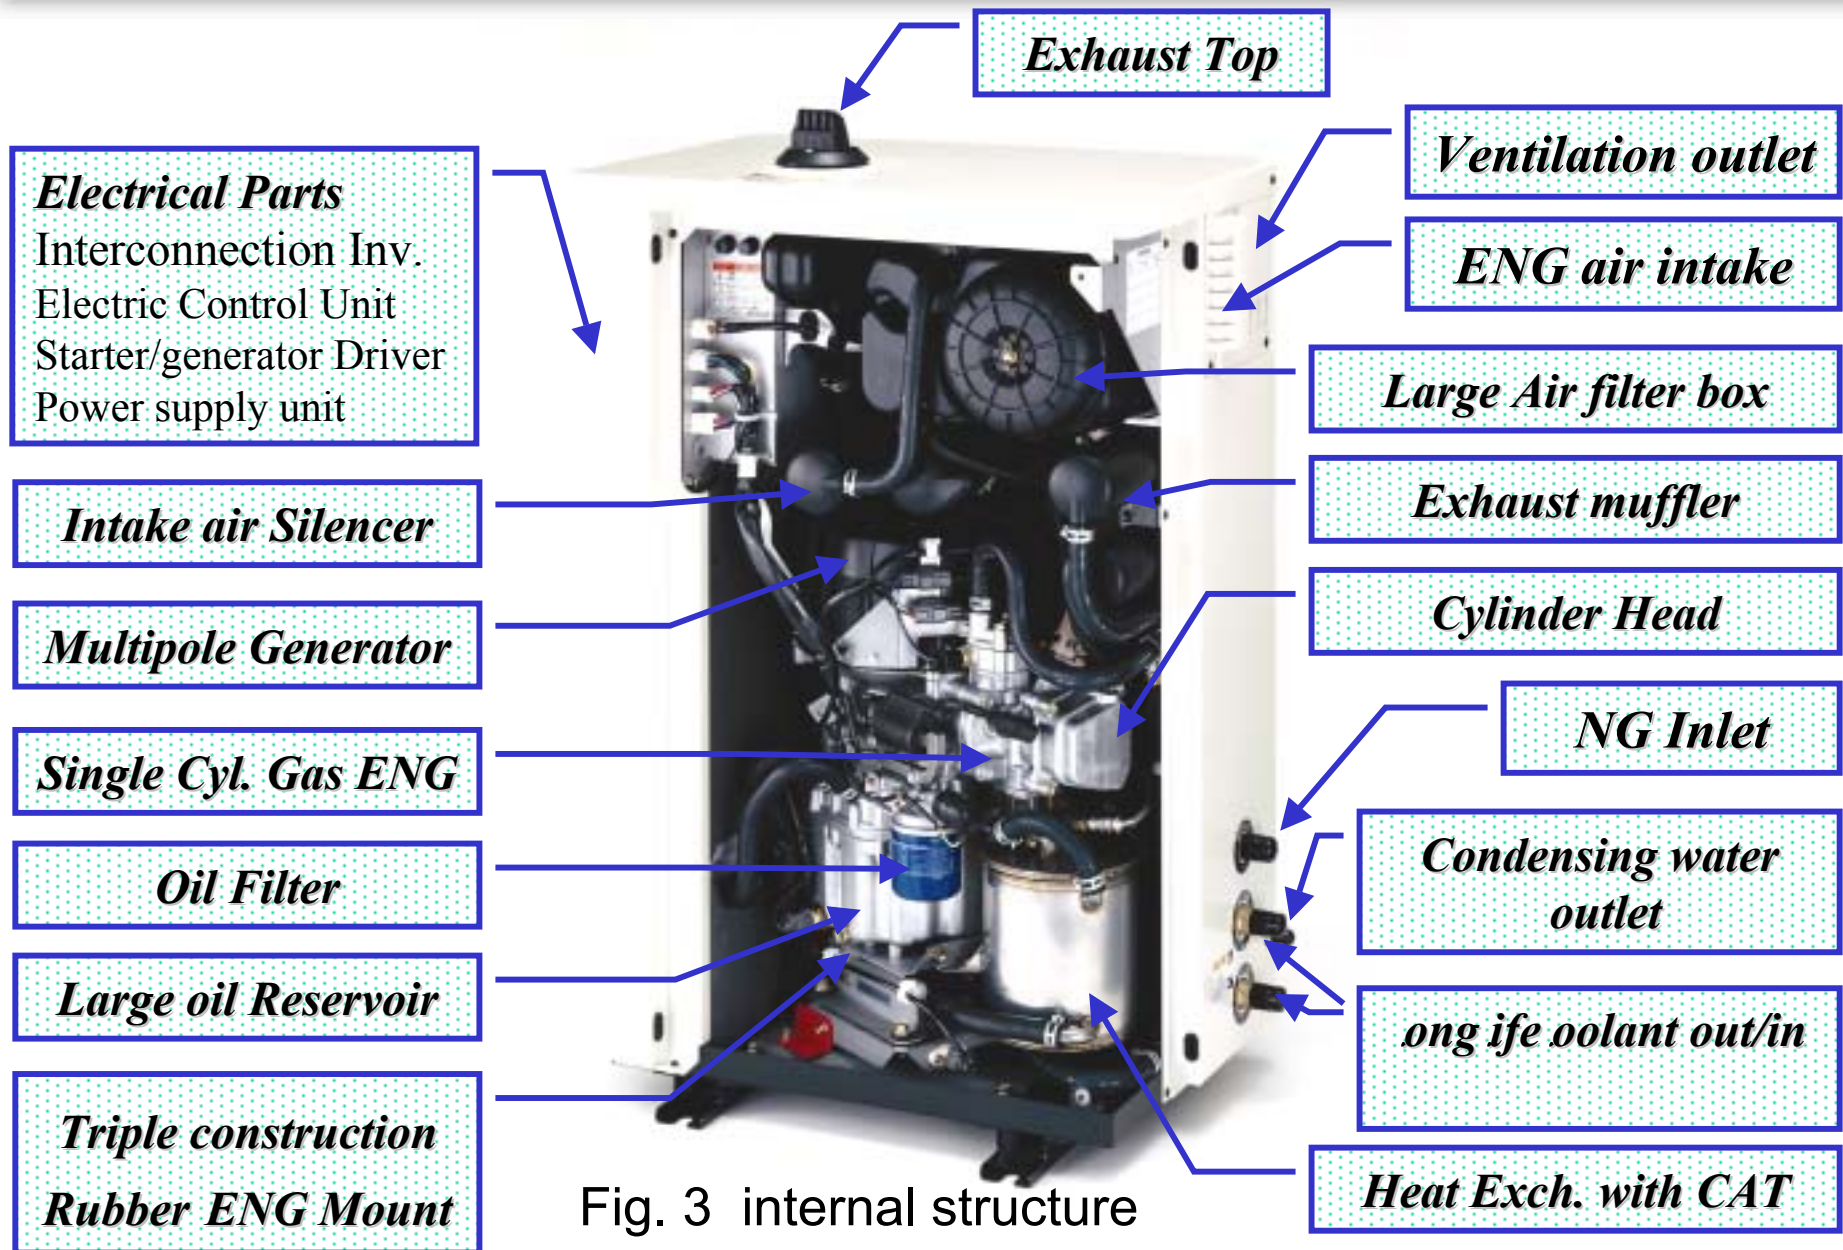 Exhaust Top
Electrical Parts
Interconnection Inv.
Electric Control Unit
Starter/generator Driver
Power supply unit
Intake air Silencer
Multipole Generator
Single Cyl. Gas ENG
Oil Filter
Large oil Reservoir
Triple construction
Rubber ENG Mount
Ventilation outlet
ENG air intake
Large Air filter box
Exhaust muffler
Cylinder Head
NG Inlet
Condensing water
outlet
ong ife oolant out/in
Heat Exch. with CAT
Fig. 3 internal structure